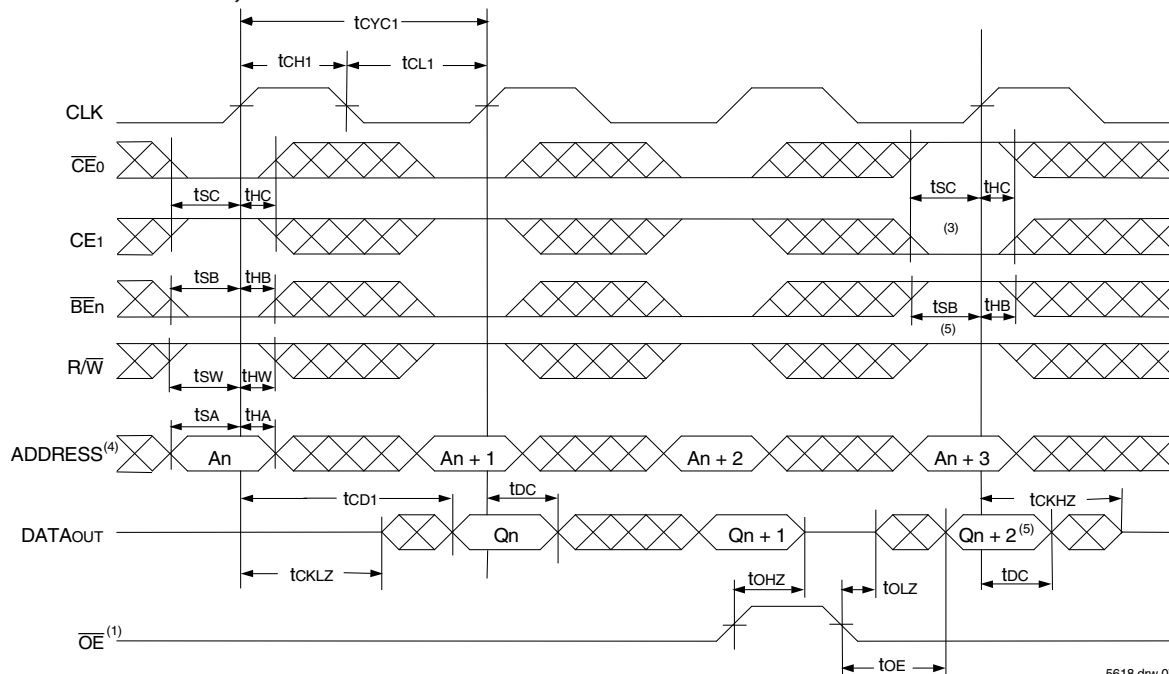 tCYC1
tCH1 tCL1
CLK
CE0
tSC tHC tSC tHC
CE1 (3)
tSB tHB
BEn tSB tHB
(5)
R/W
tSW tHW
tSA tHA
ADDRESS(4) An An + 1 An + 2 An + 3
tCD1 tDC tCKHZ
DATAOUT Qn Qn + 1 Qn + 2(5)
tCKLZ tDC
tOHZ tOLZ
OE(1)
tOE
5618 drw